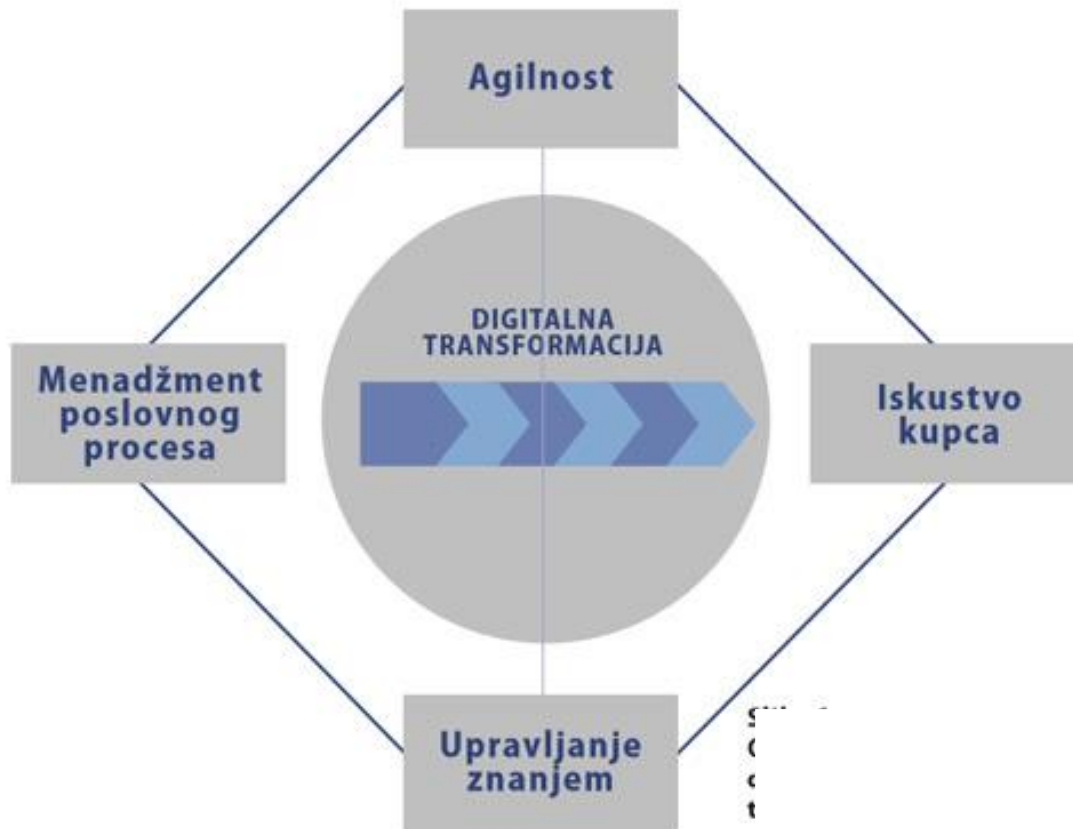 Agilnost
DIGITALNA
TRANSFORMACIJA
Menadžment
poslovnog
procesa
Iskustvo
kupca
Upravljanje
znanjem